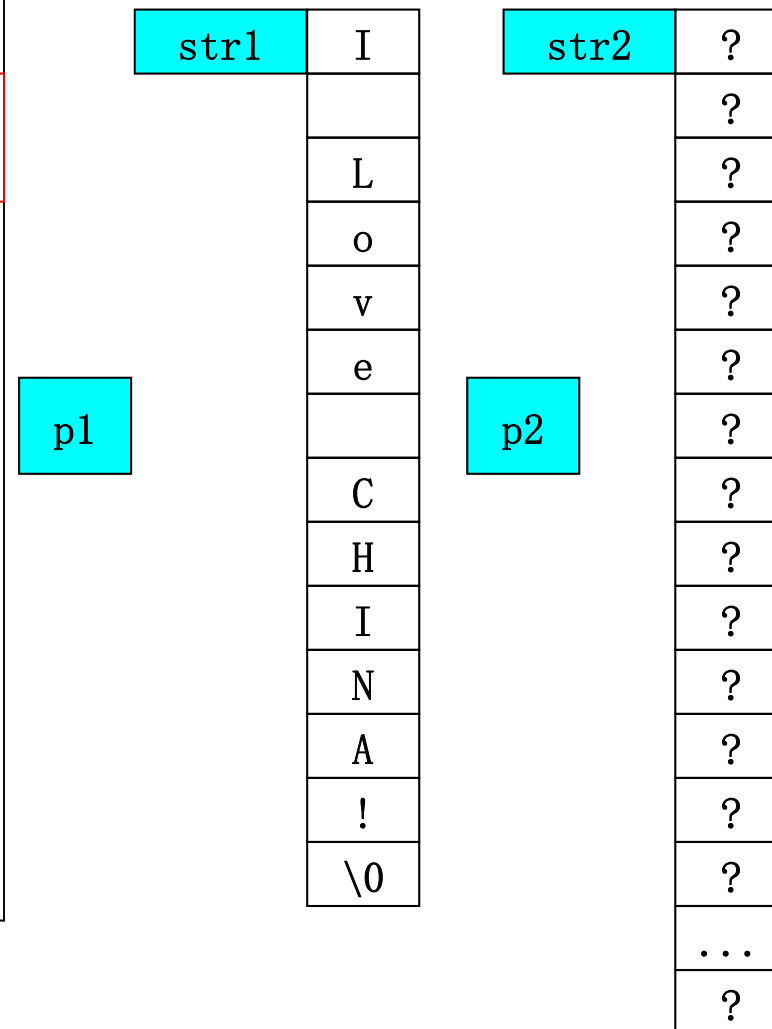 str1 I str2 ?
?
L ?
o ?
v ?
e ?
p1 p2 ?
C ?
H ?
I ?
N ?
A ?
! ?
\0 ?
...
?